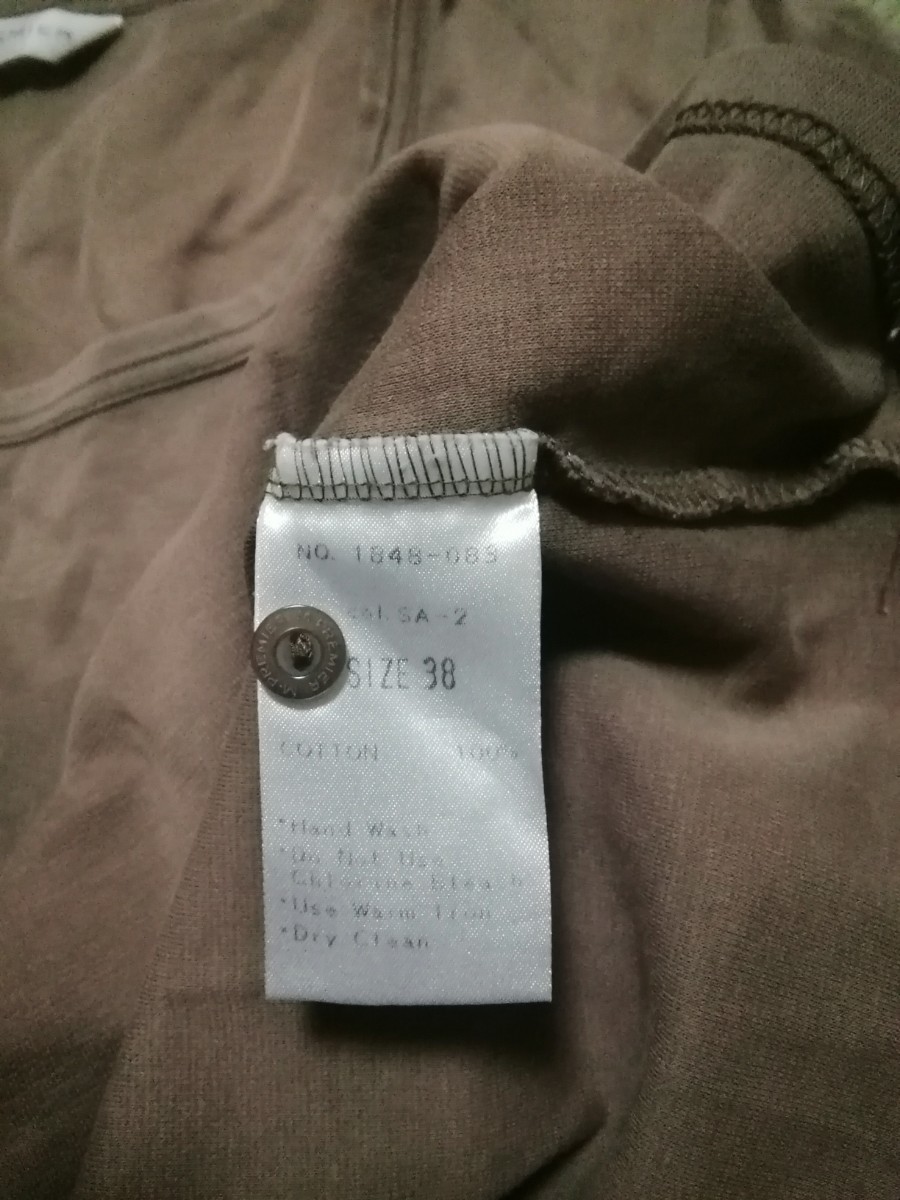 NO. 1848-083
col. SA-2
SIZE 38
COTTON 100%
*Hand Wash
*Do Not Use
Chlorine Bleach
*Use Warm Iron
*Dry Clean